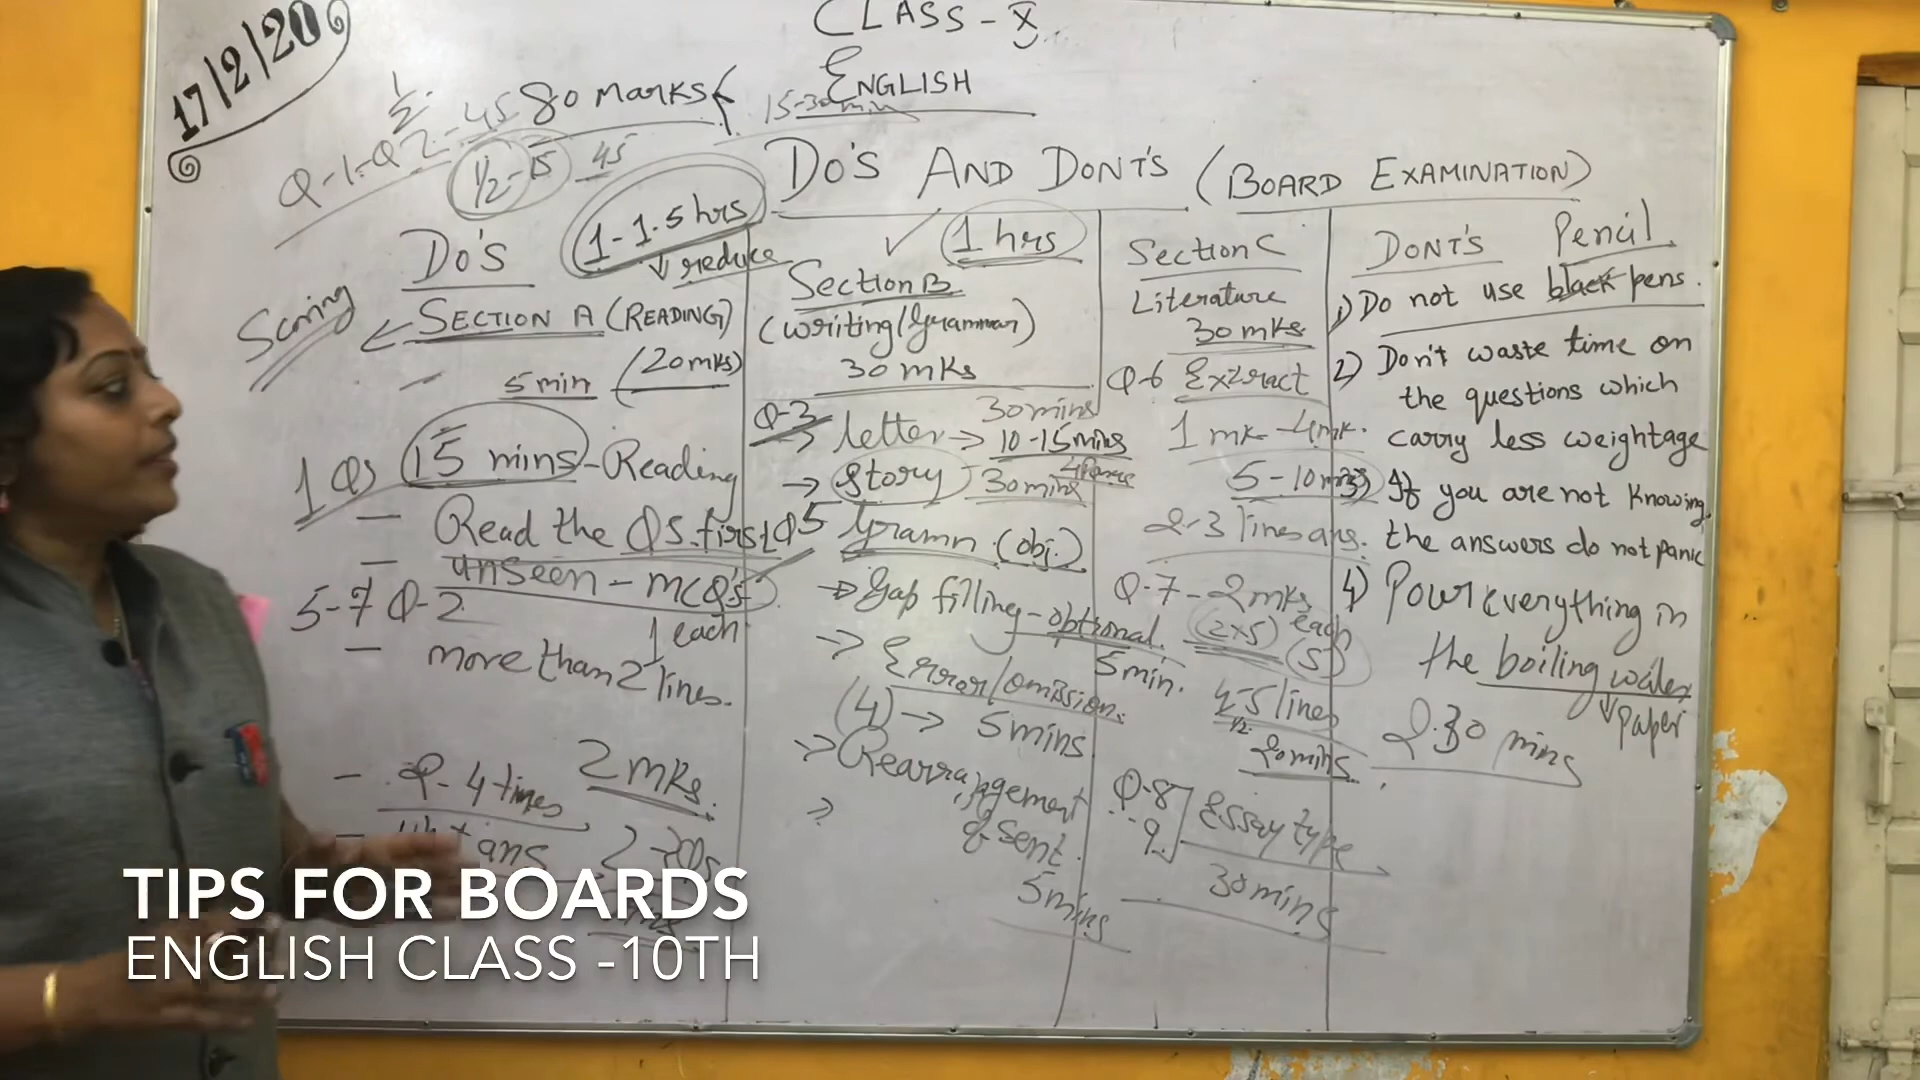 17/2/20
CLASS - X
ENGLISH
80 Marks
15-30 min
1/2
Q-1-Q2-45
1/2-15 45
DO'S AND DONT'S (BOARD EXAMINATION)
1-1.5 hrs
↓ reduce
DO'S
Scoring
SECTION A (READING)
(20 mks)
5 min
1 Qs 15 mins - Reading
- Read the Qs first
- unseen - MCQ's
5-7 Q-2
1 each
- more than 2 lines.
- Q-4 times 2 mks.
ans
✓ 1 hrs
Section B
(writing/Grammar)
30 mks
Q-3
30 mins
→ letter → 10-15 mins
→ Story 30 mins
Q5 Gramn. (obj.)
→ Gap filling - optional.
5 min.
→ Error/omission.
(4) → 5 mins
→ Rearrangement
of sent.
5 mins
Section C
Literature
30 mks
Q-6 Extract
1 mk - 4 mk.
5-10 mins
2-3 lines ans.
Q-7 - 2 mks each
(2x5) (5)
4-5 lines
1/2
20 mins
Q-8
9
Essay type
30 mins
DONT'S Pencil
1) Do not use black pens.
2) Don't waste time on
the questions which
carry less weightage
3) If you are not knowing
the answers do not panic
4) Pour everything in
the boiling water
↓ Paper
2.30 mins
TIPS FOR BOARDS
ENGLISH CLASS -10TH